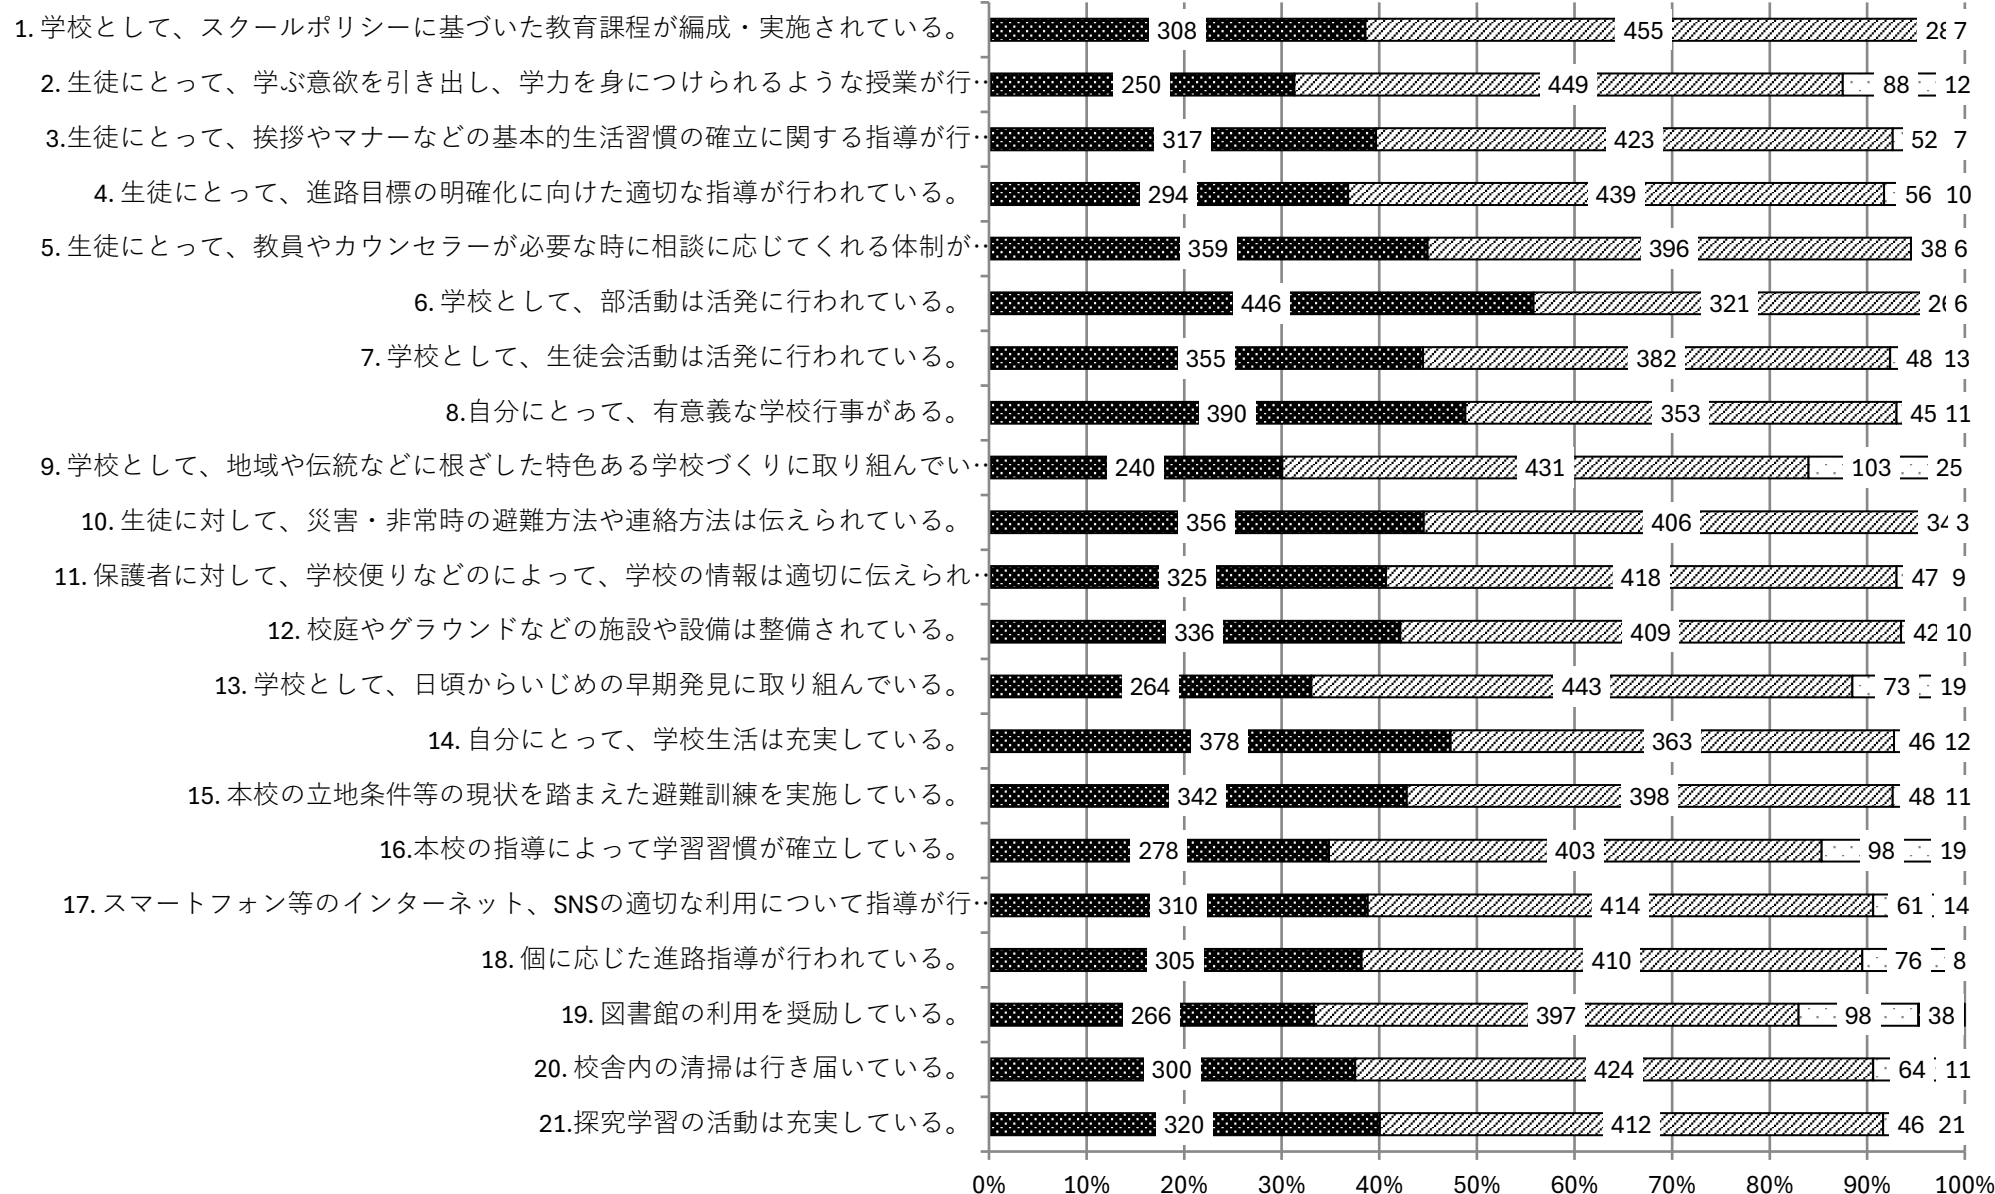 1. 学校として、スクールポリシーに基づいた教育課程が編成・実施されている。 308 455 28 7
2. 生徒にとって、学ぶ意欲を引き出し、学力を身につけられるような授業が行… 250 449 88 12
3.生徒にとって、挨拶やマナーなどの基本的生活習慣の確立に関する指導が行… 317 423 52 7
4. 生徒にとって、進路目標の明確化に向けた適切な指導が行われている。 294 439 56 10
5. 生徒にとって、教員やカウンセラーが必要な時に相談に応じてくれる体制が… 359 396 38 6
6. 学校として、部活動は活発に行われている。 446 321 26 6
7. 学校として、生徒会活動は活発に行われている。 355 382 48 13
8.自分にとって、有意義な学校行事がある。 390 353 45 11
9. 学校として、地域や伝統などに根ざした特色ある学校づくりに取り組んでい… 240 431 103 25
10. 生徒に対して、災害・非常時の避難方法や連絡方法は伝えられている。 356 406 34 3
11. 保護者に対して、学校便りなどのによって、学校の情報は適切に伝えられ… 325 418 47 9
12. 校庭やグラウンドなどの施設や設備は整備されている。 336 409 42 10
13. 学校として、日頃からいじめの早期発見に取り組んでいる。 264 443 73 19
14. 自分にとって、学校生活は充実している。 378 363 46 12
15. 本校の立地条件等の現状を踏まえた避難訓練を実施している。 342 398 48 11
16.本校の指導によって学習習慣が確立している。 278 403 98 19
17. スマートフォン等のインターネット、SNSの適切な利用について指導が行… 310 414 61 14
18. 個に応じた進路指導が行われている。 305 410 76 8
19. 図書館の利用を奨励している。 266 397 98 38
20. 校舎内の清掃は行き届いている。 300 424 64 11
21.探究学習の活動は充実している。 320 412 46 21
0% 10% 20% 30% 40% 50% 60% 70% 80% 90% 100%